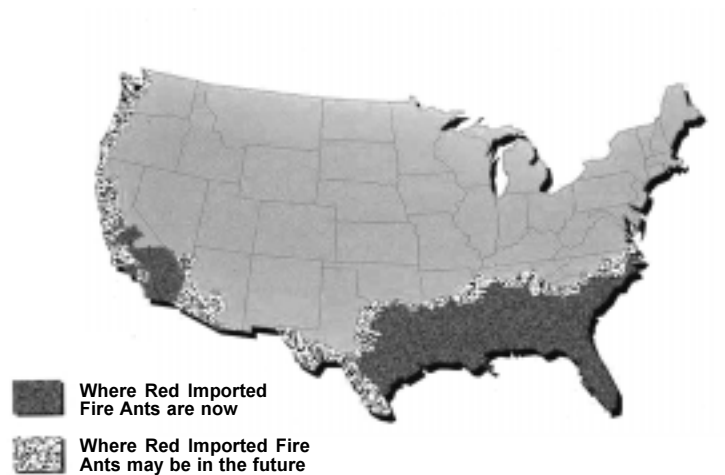 Where Red Imported
Fire Ants are now
Where Red Imported Fire
Ants may be in the future